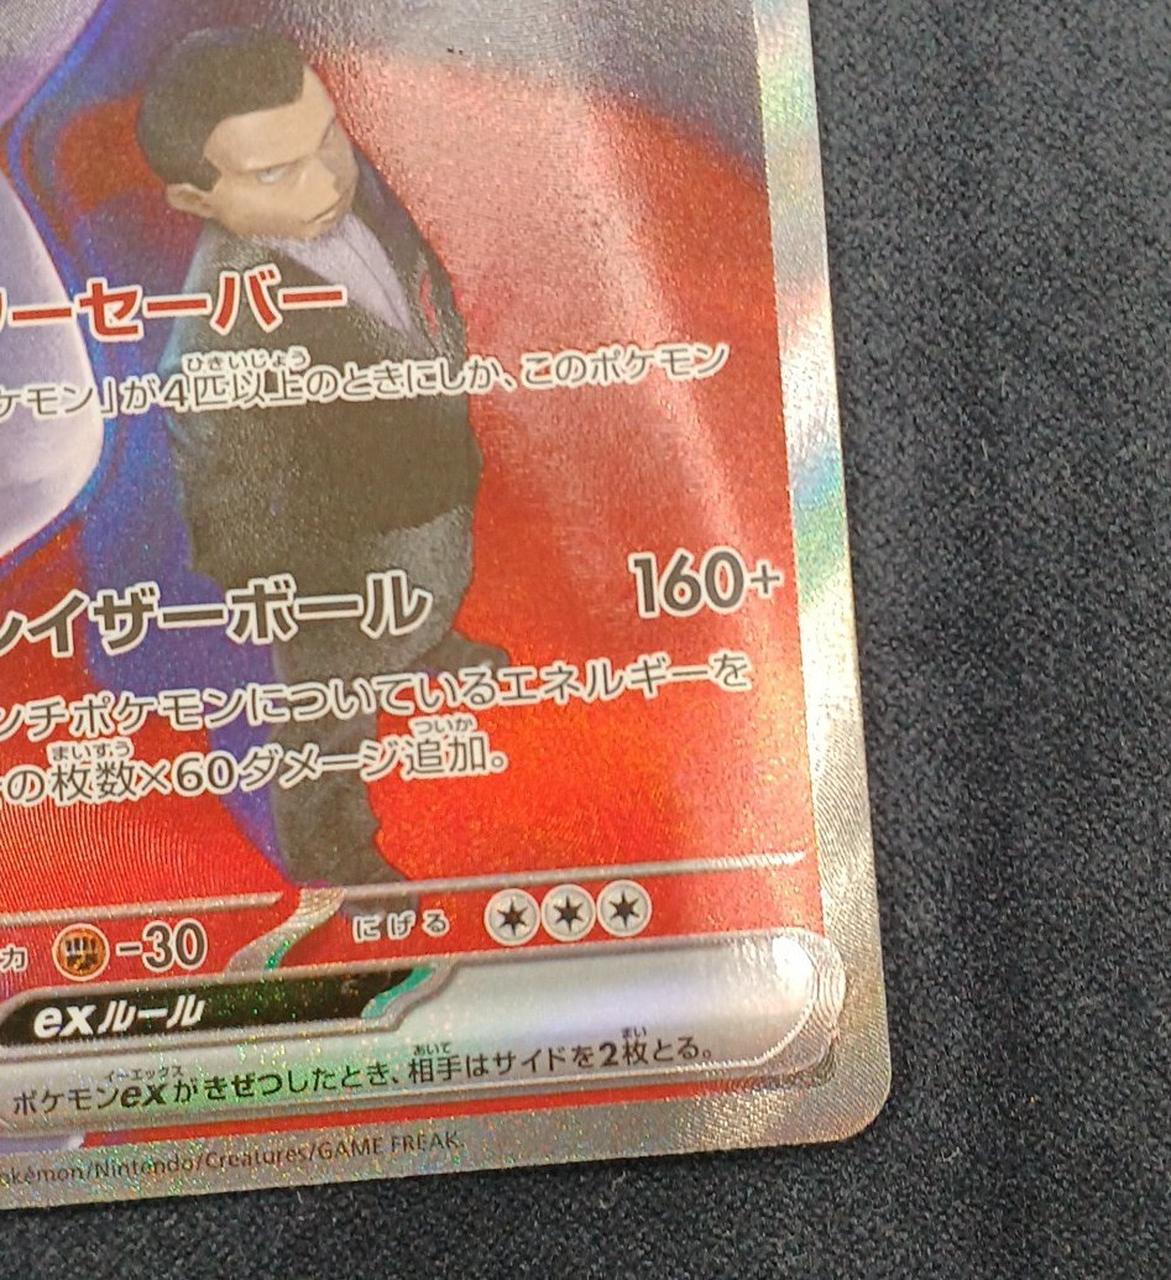 ーセーバー
ケモン」が4匹以上のときにしか、このポケモン
ひきいじょう
イザーボール 160+
ンチポケモンについているエネルギーを
の枚数×60ダメージ追加。
まいすう ついか
カ -30 にげる
exルール
ポケモンexがきぜつしたとき、相手はサイドを2枚とる。
イーエックス あいて まい
okémon/Nintendo/Creatures/GAME FREAK.